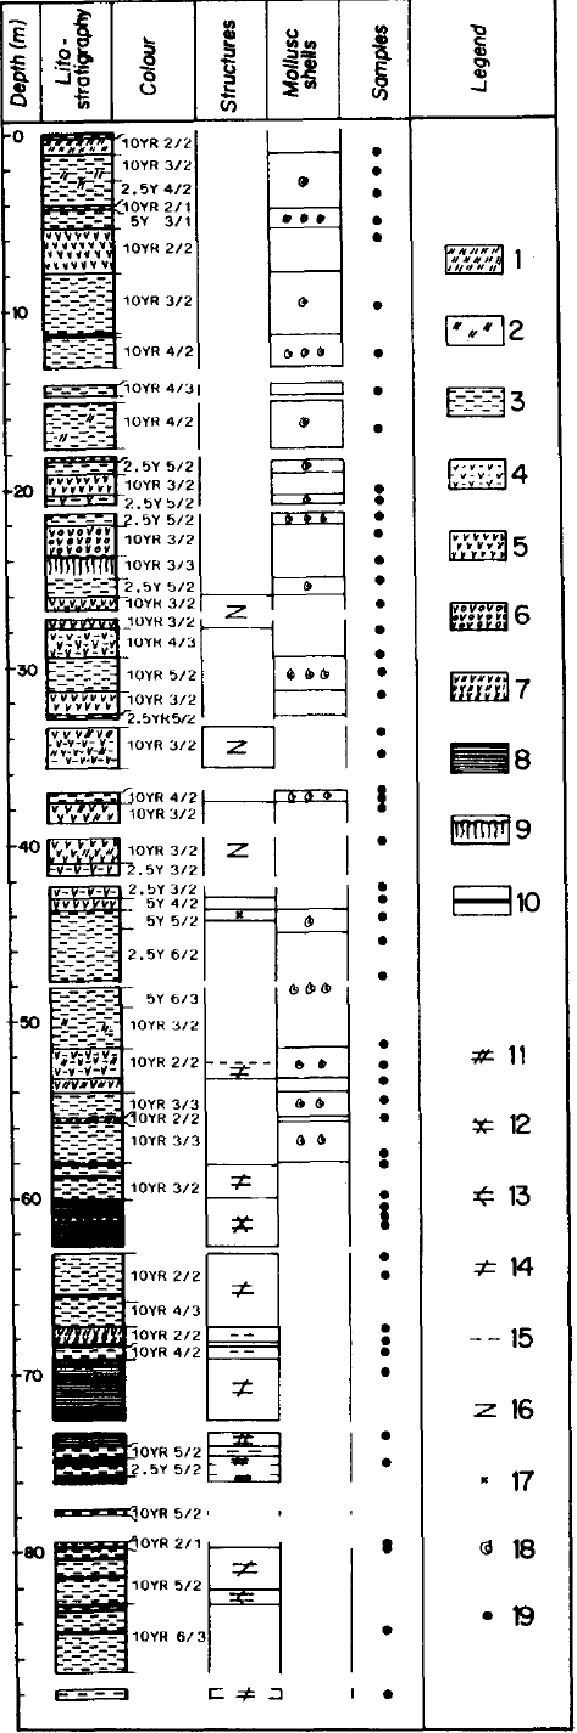 Depth (m)
Lito-
stratigraphy
Colour
Structures
Mollusc
shells
Samples
Legend
0
10YR 2/2
10YR 3/2
2.5Y 4/2
10YR 2/1
5Y 3/1
10YR 2/2
10YR 3/2
10
10YR 4/2
10YR 4/3
10YR 4/2
2.5Y 5/2
10YR 3/2
20
2.5Y 5/2
2.5Y 5/2
10YR 3/2
10YR 3/3
2.5Y 5/2
10YR 3/2
10YR 3/2
10YR 4/3
30
10YR 5/2
10YR 3/2
2.5YR5/2
10YR 3/2
10YR 4/2
10YR 3/2
40
10YR 3/2
2.5Y 3/2
2.5Y 3/2
5Y 4/2
5Y 5/2
2.5Y 6/2
5Y 6/3
50
10YR 3/2
10YR 2/2
10YR 3/3
10YR 2/2
10YR 3/3
10YR 3/2
60
10YR 2/2
10YR 4/3
10YR 2/2
10YR 4/2
70
10YR 5/2
2.5Y 5/2
10YR 5/2
10YR 2/1
80
10YR 5/2
10YR 6/3
1
2
3
4
5
6
7
8
9
10
11
12
13
14
15
16
17
18
19